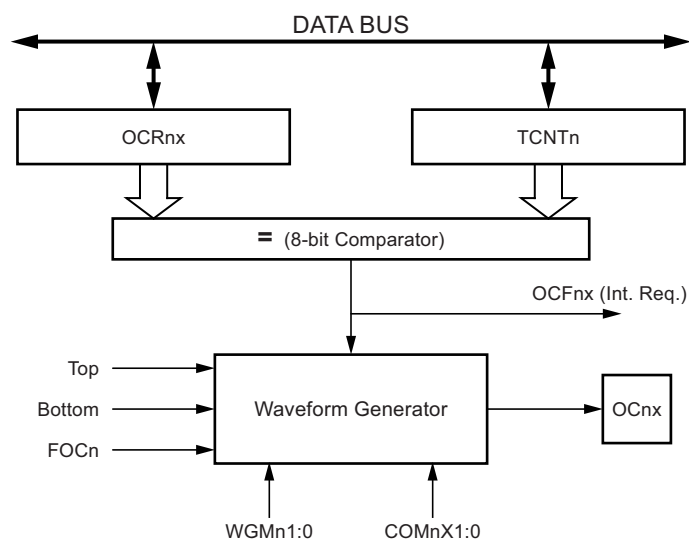 DATA BUS
OCRnx
TCNTn
= (8-bit Comparator)
OCFnx (Int. Req.)
Top
Bottom
FOCn
Waveform Generator
OCnx
WGMn1:0
COMnX1:0